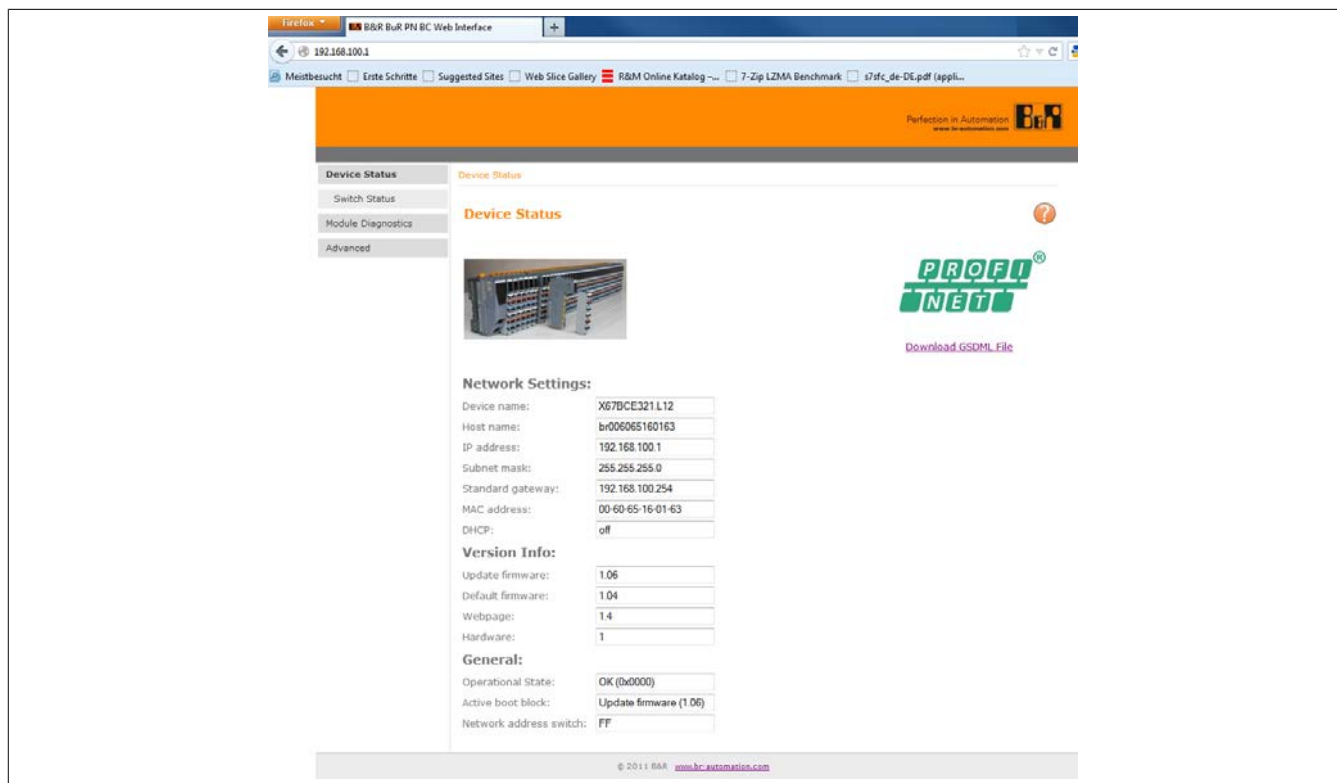 Firefox
B&R BuR PN BC Web Interface
192.168.100.1
Meistbesucht Erste Schritte Suggested Sites Web Slice Gallery R&M Online Katalog –... 7-Zip LZMA Benchmark s7sfc_de-DE.pdf (appli...
Perfection in Automation
www.br-automation.com
B&R
Device Status
Switch Status
Module Diagnostics
Advanced
Device Status
Device Status
?
PROFI®
NET
Download GSDML File
Network Settings:
Device name: X67BCE321.L12
Host name: br006065160163
IP address: 192.168.100.1
Subnet mask: 255.255.255.0
Standard gateway: 192.168.100.254
MAC address: 00-60-65-16-01-63
DHCP: off
Version Info:
Update firmware: 1.06
Default firmware: 1.04
Webpage: 1.4
Hardware: 1
General:
Operational State: OK (0x0000)
Active boot block: Update firmware (1.06)
Network address switch: FF
© 2011 B&R www.br-automation.com